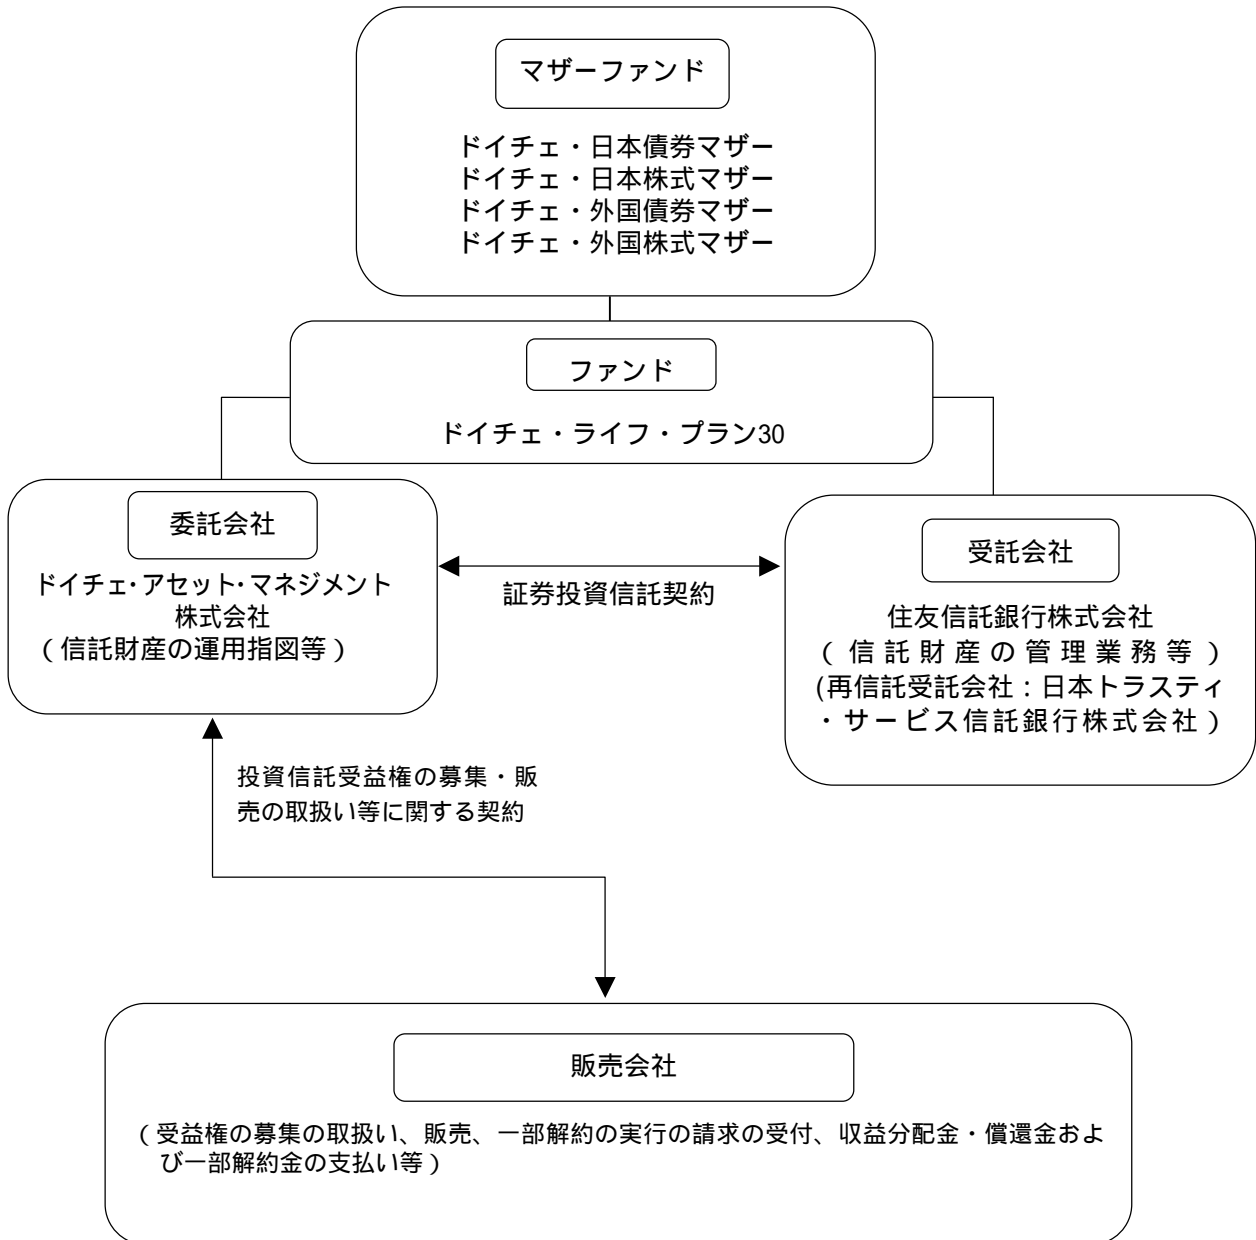 マザーファンド
ドイチェ・日本債券マザー
ドイチェ・日本株式マザー
ドイチェ・外国債券マザー
ドイチェ・外国株式マザー
ファンド
ドイチェ・ライフ・プラン30
委託会社
ドイチェ・アセット・マネジメント
株式会社
(信託財産の運用指図等)
証券投資信託契約
受託会社
住友信託銀行株式会社
(信託財産の管理業務等)
(再信託受託会社：日本トラスティ
・サービス信託銀行株式会社)
投資信託受益権の募集・販
売の取扱い等に関する契約
販売会社
(受益権の募集の取扱い、販売、一部解約の実行の請求の受付、収益分配金・償還金およ
び一部解約金の支払い等)